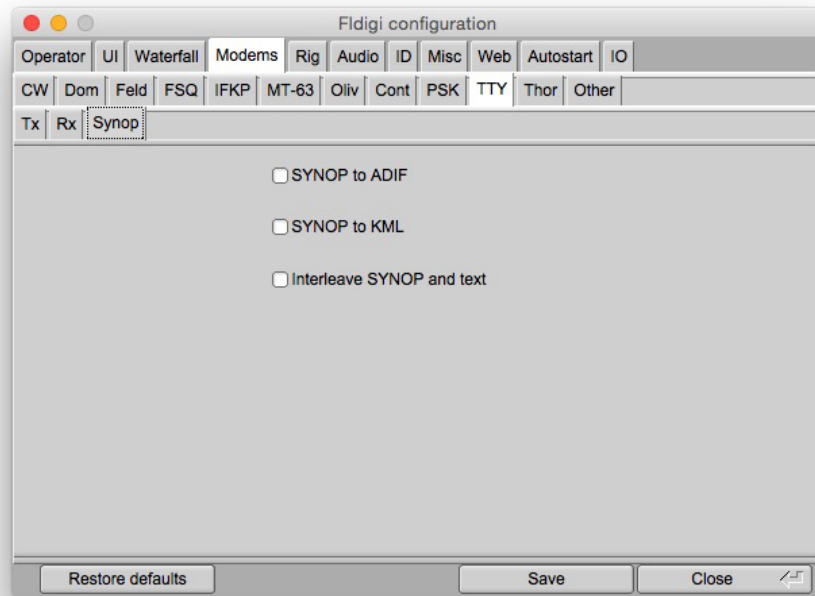 Fldigi configuration
Operator UI Waterfall Modems Rig Audio ID Misc Web Autostart IO
CW Dom Feld FSQ IFKP MT-63 Oliv Cont PSK TTY Thor Other
Tx Rx Synop
SYNOP to ADIF
SYNOP to KML
Interleave SYNOP and text
Restore defaults Save Close